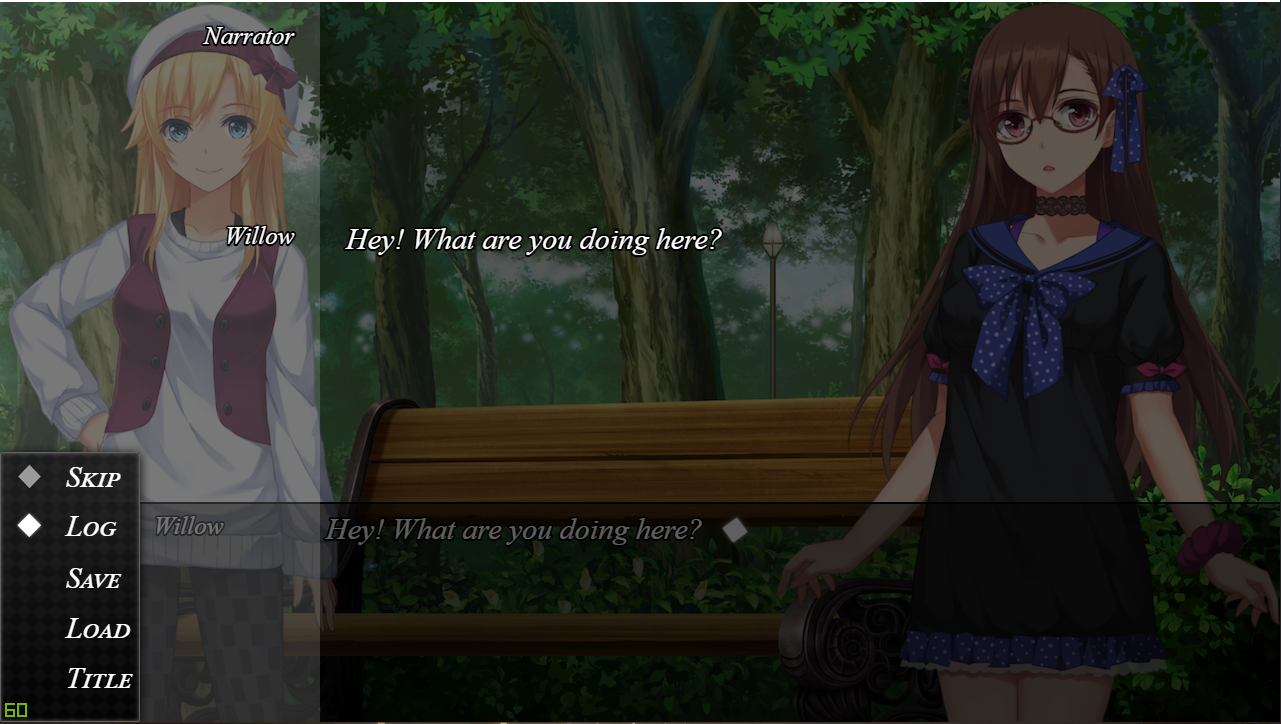 Narrator
Willow Hey! What are you doing here?
SKIP
LOG
Willow Hey! What are you doing here?
SAVE
LOAD
TITLE
60